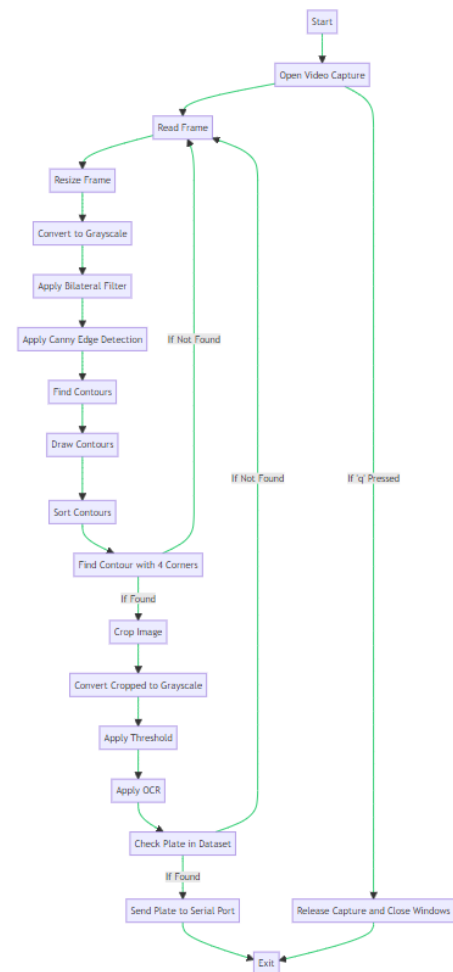 Start
Open Video Capture
Read Frame
Resize Frame
Convert to Grayscale
Apply Bilateral Filter
Apply Canny Edge Detection
If Not Found
Find Contours
Draw Contours
If Not Found
If 'q' Pressed
Sort Contours
Find Contour with 4 Corners
If Found
Crop Image
Convert Cropped to Grayscale
Apply Threshold
Apply OCR
Check Plate in Dataset
If Found
Send Plate to Serial Port
Release Capture and Close Windows
Exit